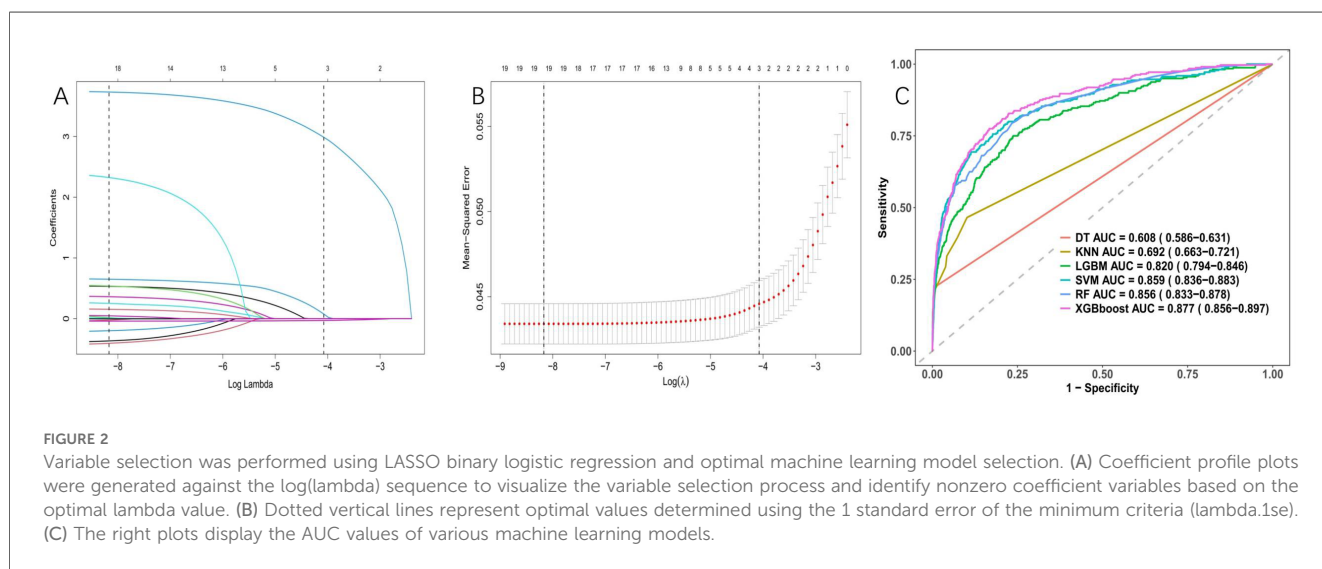 A
18 14 13 5 3 2
Coefficients
3
2
1
0
−8 −7 −6 −5 −4 −3
Log Lambda
B
19 19 19 19 18 17 17 17 17 16 13 9 8 8 5 5 4 4 3 2 2 2 2 2 2 1 1 0
Mean−Squared Error
0.055
0.050
0.045
−9 −8 −7 −6 −5 −4 −3
Log(λ)
C
1.00
0.75
0.50
0.25
0.00
Sensitivity
DT AUC = 0.608 ( 0.586−0.631)
KNN AUC = 0.692 ( 0.663−0.721)
LGBM AUC = 0.820 ( 0.794−0.846)
SVM AUC = 0.859 ( 0.836−0.883)
RF AUC = 0.856 ( 0.833−0.878)
XGBboost AUC = 0.877 ( 0.856−0.897)
0.00 0.25 0.50 0.75 1.00
1 − Specificity
FIGURE 2
Variable selection was performed using LASSO binary logistic regression and optimal machine learning model selection. (A) Coefficient profile plots
were generated against the log(lambda) sequence to visualize the variable selection process and identify nonzero coefficient variables based on the
optimal lambda value. (B) Dotted vertical lines represent optimal values determined using the 1 standard error of the minimum criteria (lambda.1se).
(C) The right plots display the AUC values of various machine learning models.